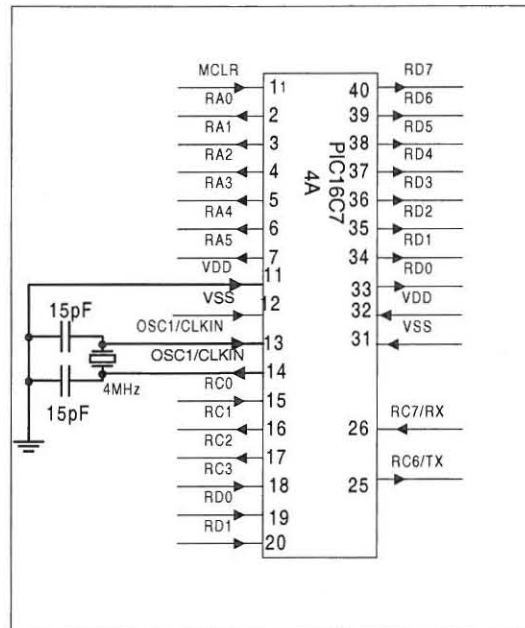 MCLR
11
RA0
2
RA1
3
RA2
4
RA3
5
RA4
6
RA5
7
VDD
11
VSS
12
15pF
OSC1/CLKIN
13
OSC1/CLKIN
14
4MHz
15pF
RC0
15
RC1
16
RC2
17
RC3
18
RD0
19
RD1
20
PIC16C7
4A
40
RD7
39
RD6
38
RD5
37
RD4
36
RD3
35
RD2
34
RD1
33
RD0
32
VDD
31
VSS
26
RC7/RX
25
RC6/TX